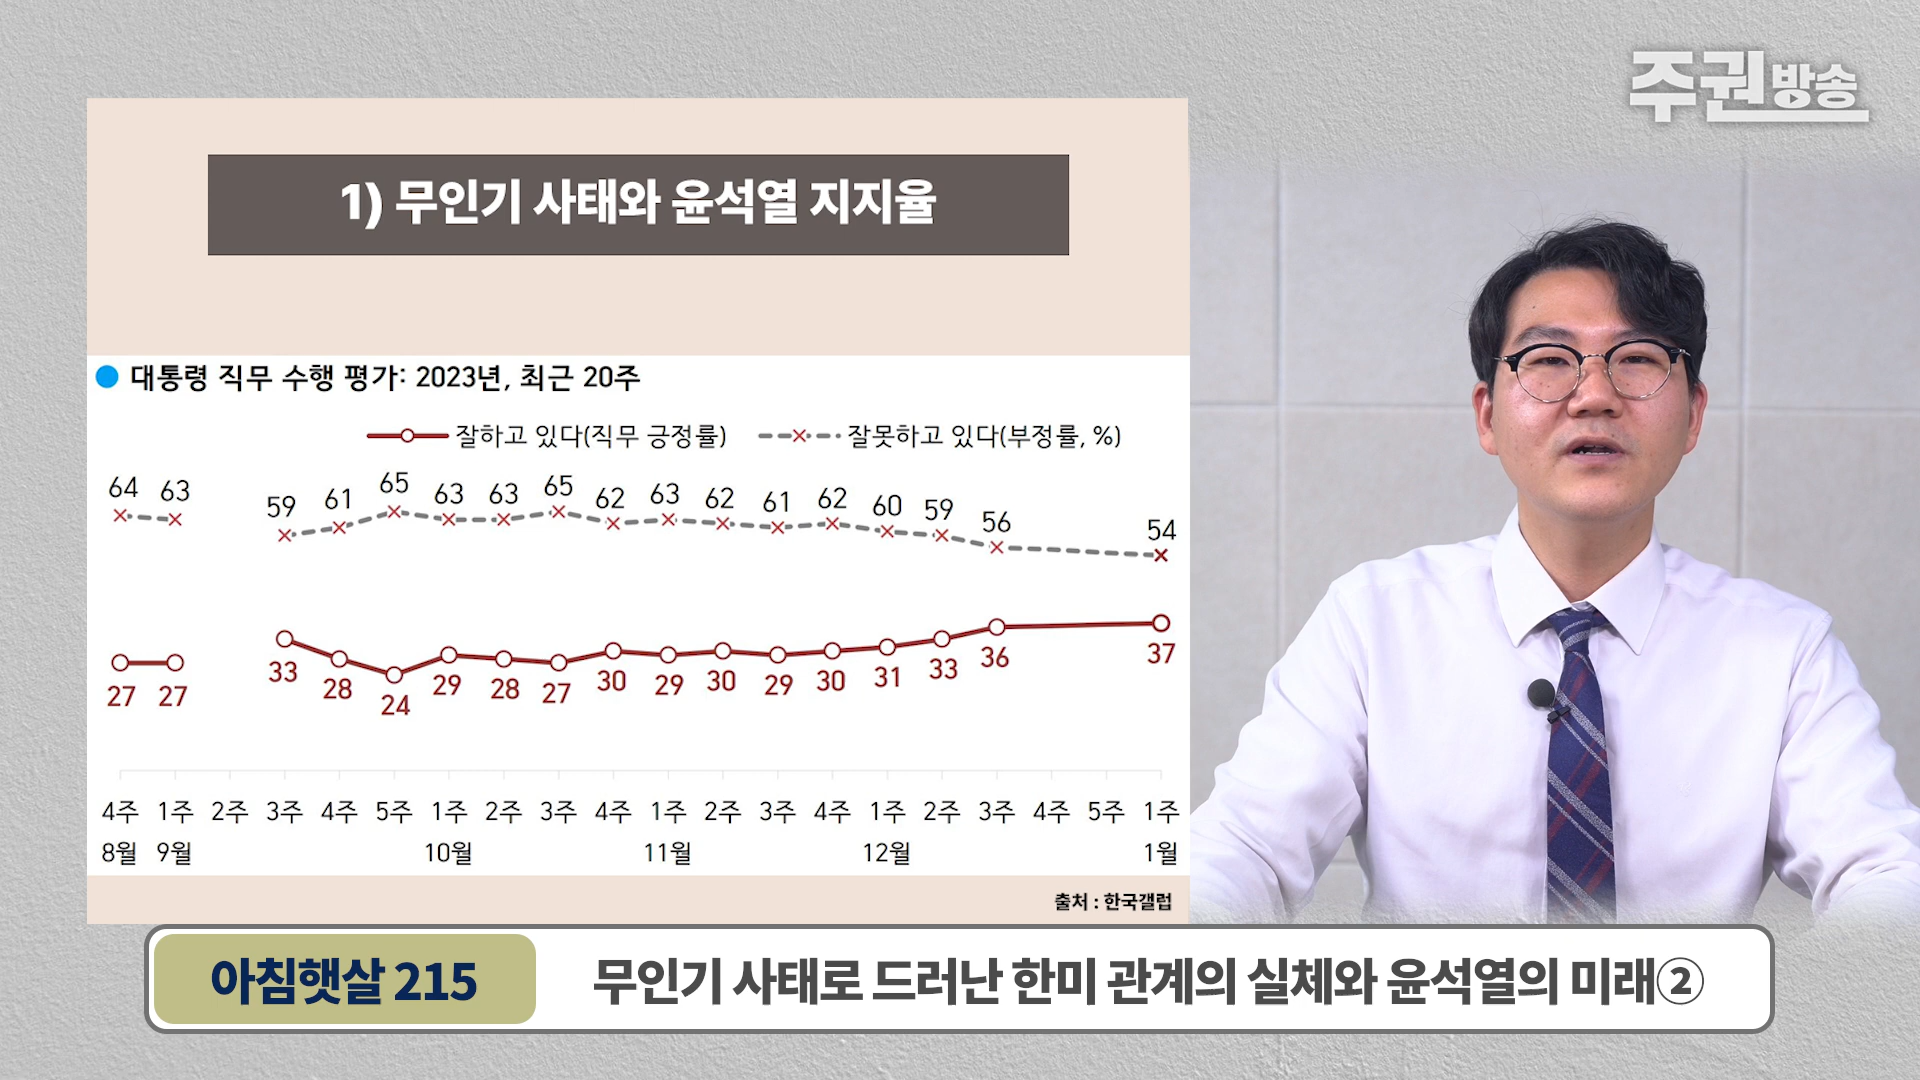 주권방송
1) 무인기 사태와 윤석열 지지율
대통령 직무 수행 평가: 2023년, 최근 20주
잘하고 있다(직무 긍정률) 잘못하고 있다(부정률, %)
64 63 59 61 65 63 63 65 62 63 62 61 62 60 59 56 54
27 27 33 28 24 29 28 27 30 29 30 29 30 31 33 36 37
4주 1주 2주 3주 4주 5주 1주 2주 3주 4주 1주 2주 3주 4주 1주 2주 3주 4주 5주 1주
8월 9월 10월 11월 12월 1월
출처 : 한국갤럽
아침햇살 215 무인기 사태로 드러난 한미 관계의 실체와 윤석열의 미래②